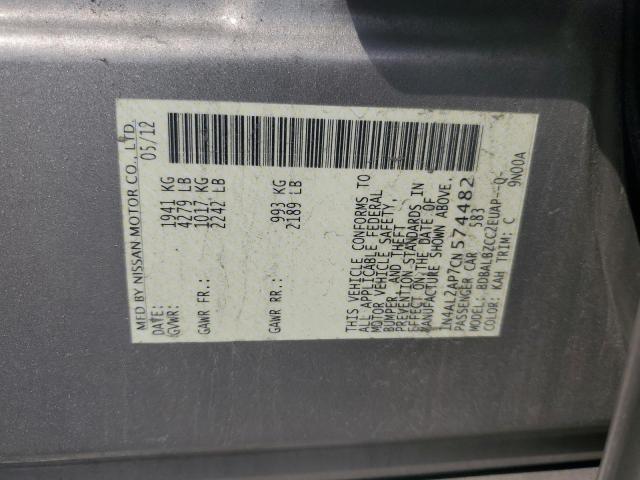 MFD BY NISSAN MOTOR CO., LTD.
DATE: 05/12
GVWR: 1941 KG
4279 LB
GAWR FR.: 1017 KG
2242 LB
GAWR RR.: 993 KG
2189 LB
THIS VEHICLE CONFORMS TO
ALL APPLICABLE FEDERAL
MOTOR VEHICLE SAFETY,
BUMPER, AND THEFT
PREVENTION STANDARDS IN
EFFECT ON THE DATE OF
MANUFACTURE SHOWN ABOVE.
1N4AL2AP7CN574482
PASSENGER CAR 583
MODEL: BDBALBZCC2EUAP--Q-
COLOR: KAH TRIM: C 9N00A